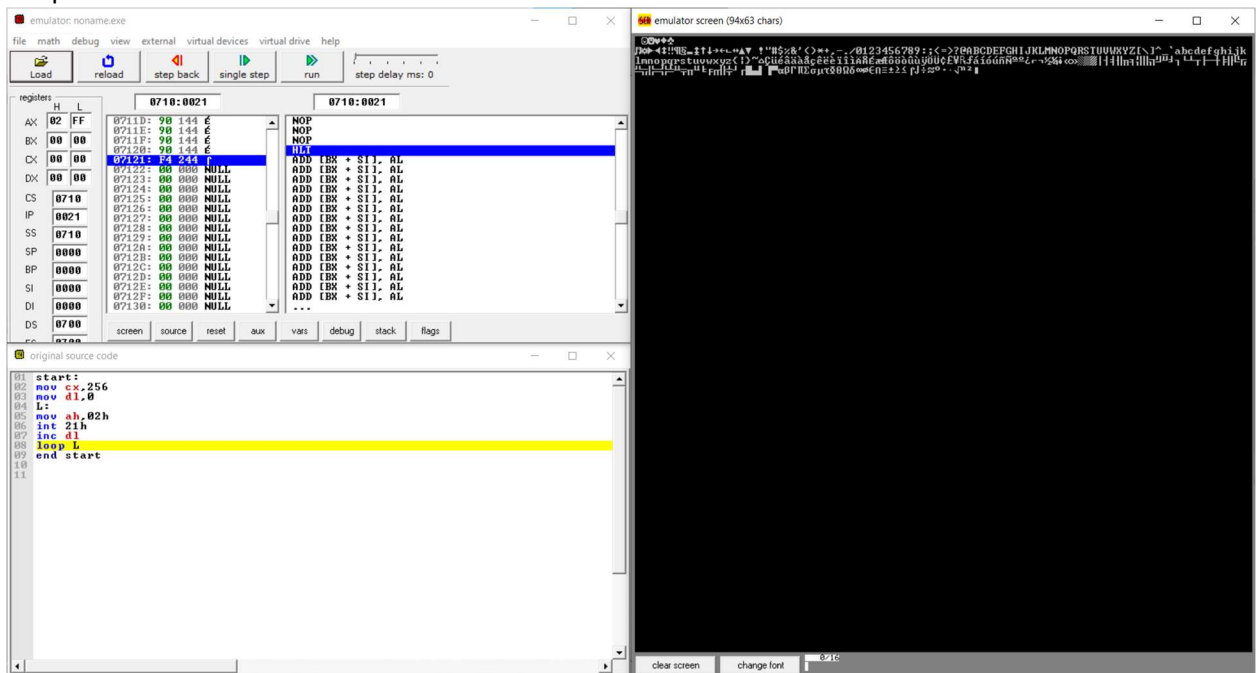 emulator: noname.exe
file math debug view external virtual devices virtual drive help
Load reload step back single step run step delay ms: 0
registers H L
0710:0021 0710:0021
AX 02 FF
BX 00 00
CX 00 00
DX 00 00
CS 0710
IP 0021
SS 0710
SP 0000
BP 0000
SI 0000
DI 0000
DS 0700
ES 0700
0711D: 90 144 É
0711E: 90 144 É
0711F: 90 144 É
07120: 90 144 É
07121: F4 244 ⌠
07122: 00 000 NULL
07123: 00 000 NULL
07124: 00 000 NULL
07125: 00 000 NULL
07126: 00 000 NULL
07127: 00 000 NULL
07128: 00 000 NULL
07129: 00 000 NULL
0712A: 00 000 NULL
0712B: 00 000 NULL
0712C: 00 000 NULL
0712D: 00 000 NULL
0712E: 00 000 NULL
0712F: 00 000 NULL
07130: 00 000 NULL
NOP
NOP
NOP
HLT
ADD [BX + SI], AL
ADD [BX + SI], AL
ADD [BX + SI], AL
ADD [BX + SI], AL
ADD [BX + SI], AL
ADD [BX + SI], AL
ADD [BX + SI], AL
ADD [BX + SI], AL
ADD [BX + SI], AL
ADD [BX + SI], AL
ADD [BX + SI], AL
ADD [BX + SI], AL
ADD [BX + SI], AL
ADD [BX + SI], AL
...
screen source reset aux vars debug stack flags
original source code
01 start:
02 mov cx,256
03 mov dl,0
04 L:
05 mov ah,02h
06 int 21h
07 inc dl
08 loop L
09 end start
10
11
emulator screen (94x63 chars)
!"#$%&'()*+,-./0123456789:;<=>?@ABCDEFGHIJKLMNOPQRSTUVWXYZ[\]^_`abcdefghijk
lmnopqrstuvwxyz{|}~
clear screen change font 0/16